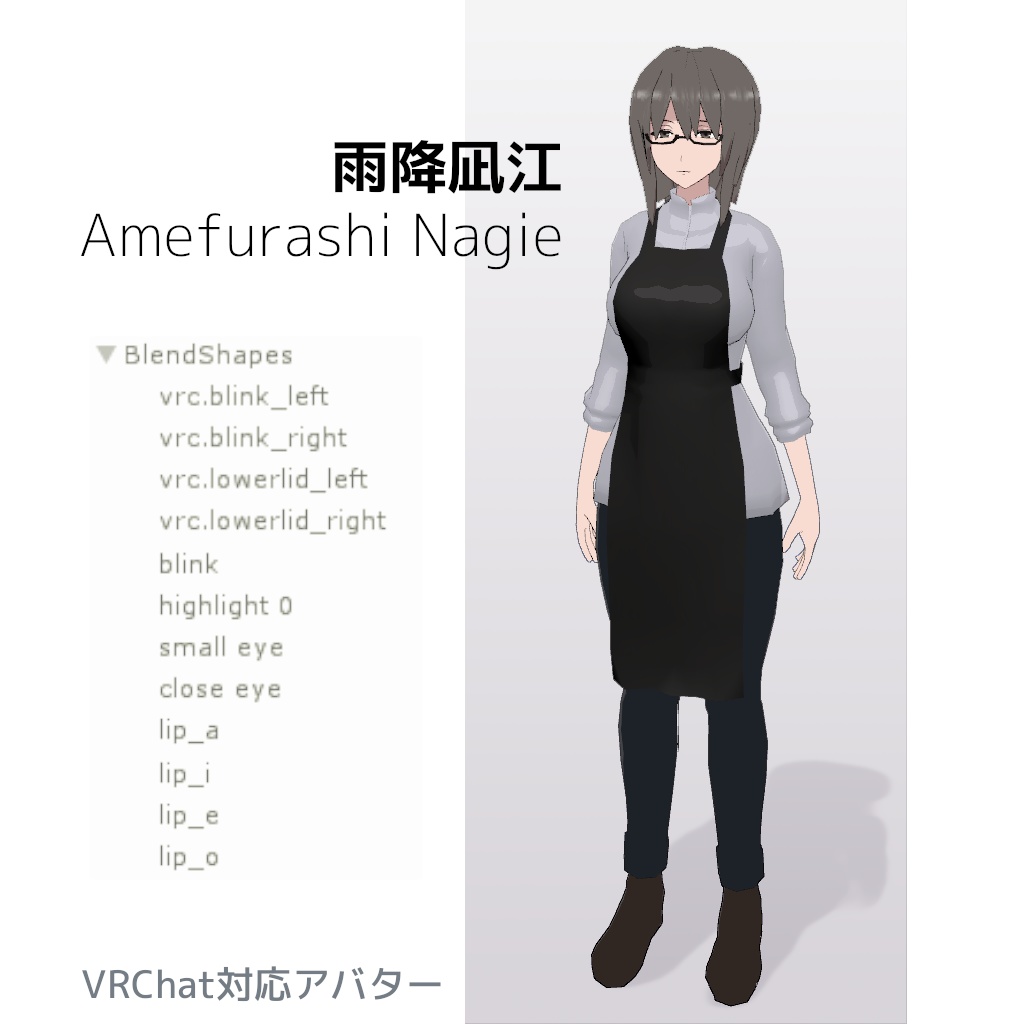 雨降凪江
Amefurashi Nagie
▼ BlendShapes
vrc.blink_left
vrc.blink_right
vrc.lowerlid_left
vrc.lowerlid_right
blink
highlight 0
small eye
close eye
lip_a
lip_i
lip_e
lip_o
VRChat対応アバター